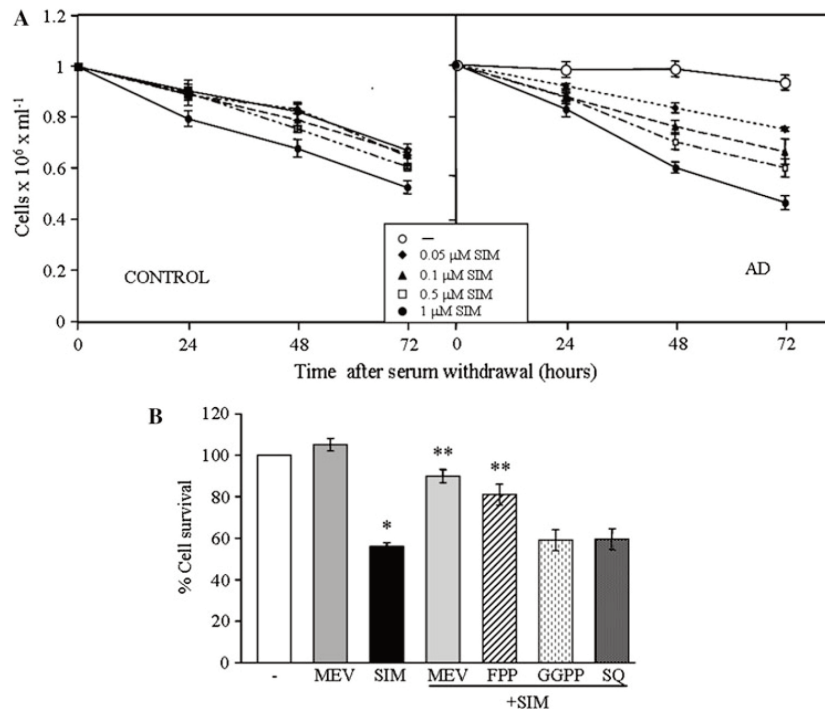 A
Cells x 10⁶ x ml⁻¹
1.2
1
0.8
0.6
0.4
0.2
0
CONTROL
AD
—
0.05 µM SIM
0.1 µM SIM
0.5 µM SIM
1 µM SIM
0 24 48 72 0 24 48 72
Time after serum withdrawal (hours)
B
% Cell survival
120
100
80
60
40
20
0
* ** **
- MEV SIM MEV FPP GGPP SQ
+SIM